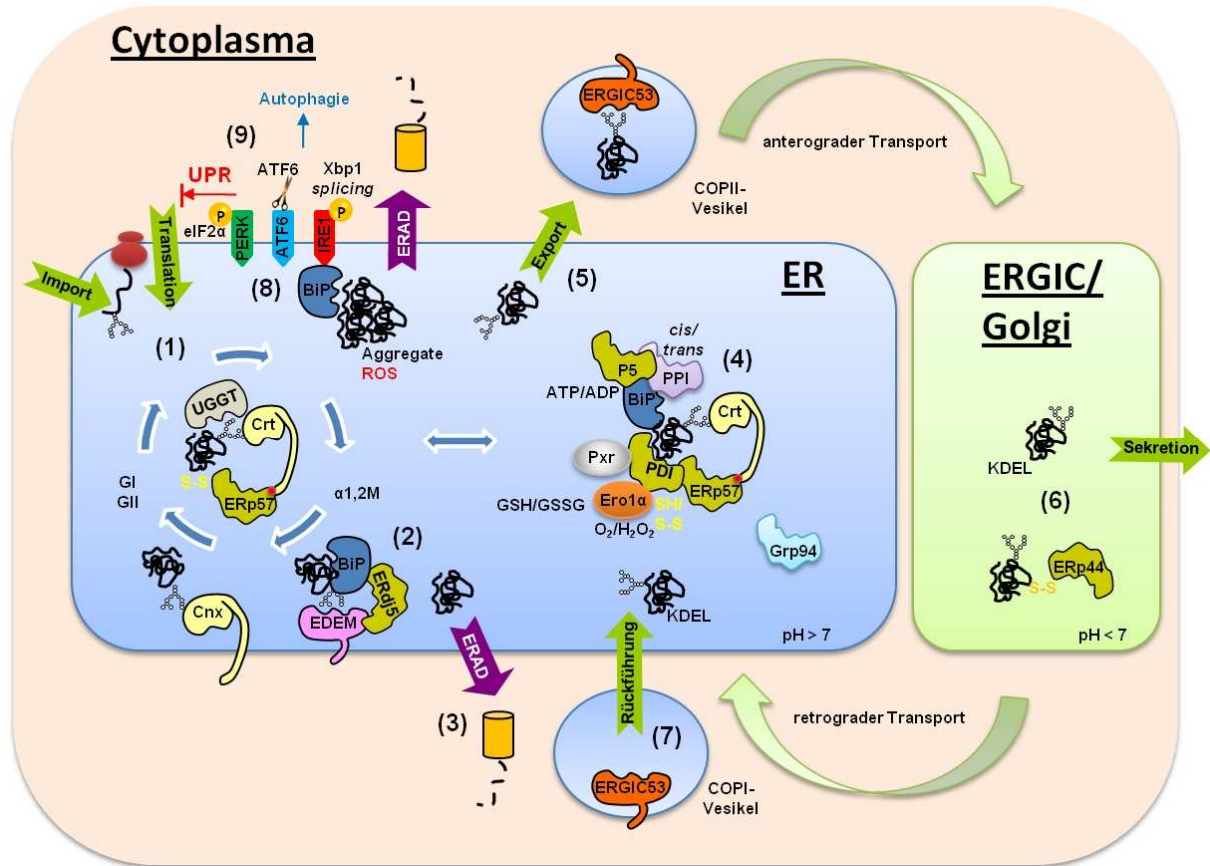 Cytoplasma
Autophagie
(9)
ATF6
Xbp1
splicing
UPR
P
P
eIF2α
PERK
ATF6
IRE1
ERAD
Translation
Import
(1)
(8)
BiP
Aggregate
ROS
ERGIC53
COPII-
Vesikel
anterograder Transport
Export
(5)
ER
ERGIC/
Golgi
UGGT
Crt
S-S
ERp57
GI
GII
α1,2M
(2)
BiP
ERdj5
EDEM
Cnx
ERAD
(3)
cis/
trans
(4)
P5
PPI
ATP/ADP
BiP
Crt
Pxr
PDI
ERp57
Ero1α
SH/
S-S
GSH/GSSG
O₂/H₂O₂
Grp94
KDEL
pH > 7
Rückführung
(7)
ERGIC53
COPI-
Vesikel
retrograder Transport
KDEL
Sekretion
(6)
ERp44
S-S
pH < 7